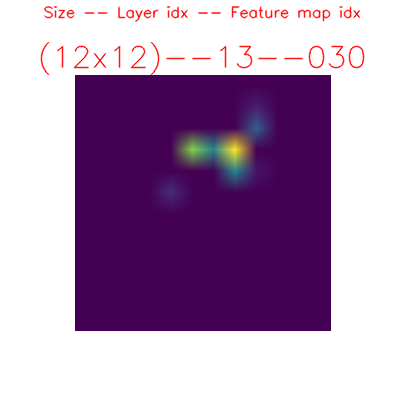 Size -- Layer idx -- Feature map idx
(12x12)--13--030